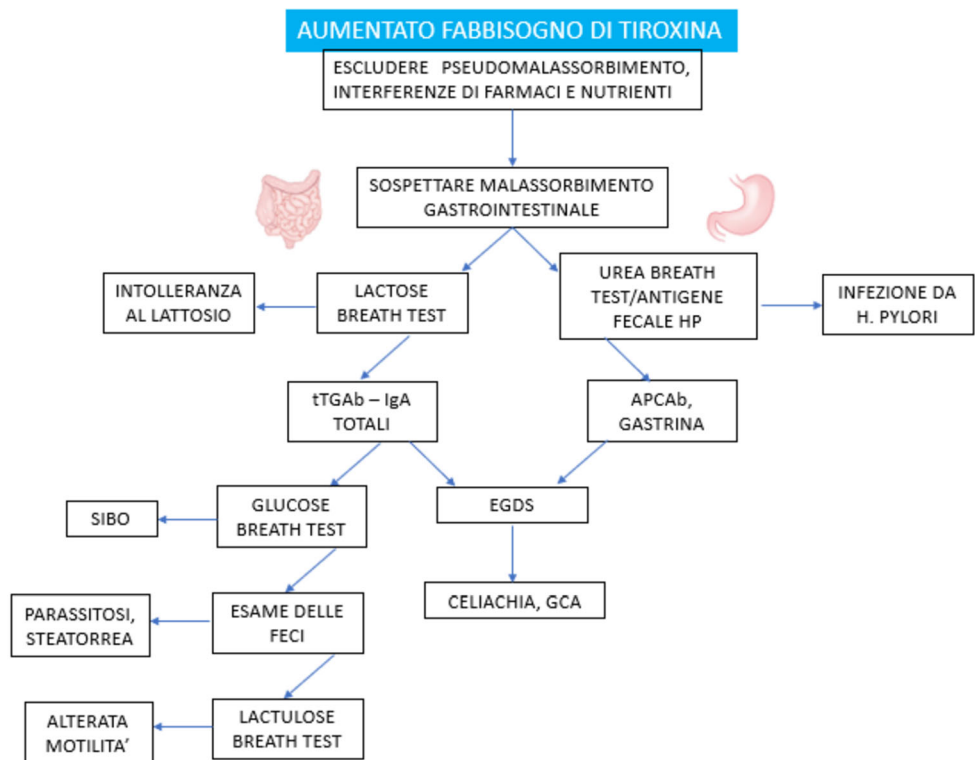 AUMENTATO FABBISOGNO DI TIROXINA
ESCLUDERE PSEUDOMALASSORBIMENTO,
INTERFERENZE DI FARMACI E NUTRIENTI
SOSPETTARE MALASSORBIMENTO
GASTROINTESTINALE
INTOLLERANZA
AL LATTOSIO
LACTOSE
BREATH TEST
UREA BREATH
TEST/ANTIGENE
FECALE HP
INFEZIONE DA
H. PYLORI
tTGAb – IgA
TOTALI
APCAb,
GASTRINA
SIBO
GLUCOSE
BREATH TEST
EGDS
PARASSITOSI,
STEATORREA
ESAME DELLE
FECI
CELIACHIA, GCA
ALTERATA
MOTILITA’
LACTULOSE
BREATH TEST